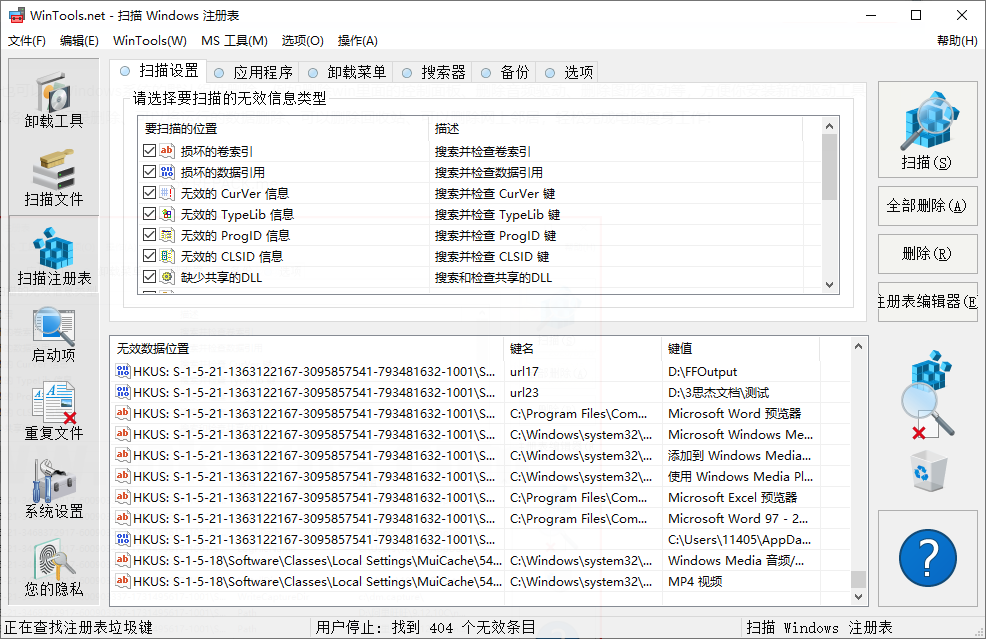 WinTools.net - 扫描 Windows 注册表
文件(F) 编辑(E) WinTools(W) MS 工具(M) 选项(O) 操作(A) 帮助(H)
卸载工具
扫描文件
扫描注册表
启动项
重复文件
系统设置
您的隐私
扫描设置 应用程序 卸载菜单 搜索器 备份 选项
请选择要扫描的无效信息类型
要扫描的位置 描述
损坏的卷索引 搜索并检查卷索引
损坏的数据引用 搜索并检查数据引用
无效的 CurVer 信息 搜索并检查 CurVer 键
无效的 TypeLib 信息 搜索并检查 TypeLib 键
无效的 ProgID 信息 搜索并检查 ProgID 键
无效的 CLSID 信息 搜索并检查 CLSID 键
缺少共享的DLL 搜索和检查共享的DLL
无效数据位置 键名 键值
HKUS: S-1-5-21-1363122167-3095857541-793481632-1001\S... url17 D:\FFOutput
HKUS: S-1-5-21-1363122167-3095857541-793481632-1001\S... url23 D:\3思杰文档\测试
HKUS: S-1-5-21-1363122167-3095857541-793481632-1001\S... C:\Program Files\Com... Microsoft Word 预览器
HKUS: S-1-5-21-1363122167-3095857541-793481632-1001\S... C:\Windows\system32\... Microsoft Windows Me...
HKUS: S-1-5-21-1363122167-3095857541-793481632-1001\S... C:\Windows\system32\... 添加到 Windows Media...
HKUS: S-1-5-21-1363122167-3095857541-793481632-1001\S... C:\Windows\system32\... 使用 Windows Media Pl...
HKUS: S-1-5-21-1363122167-3095857541-793481632-1001\S... C:\Program Files\Com... Microsoft Excel 预览器
HKUS: S-1-5-21-1363122167-3095857541-793481632-1001\S... C:\Program Files\Com... Microsoft Word 97 - 2...
HKUS: S-1-5-21-1363122167-3095857541-793481632-1001\S... C:\Users\11405\AppDa...
HKUS: S-1-5-18\Software\Classes\Local Settings\MuiCache\54... C:\Windows\system32\... Windows Media 音频/...
HKUS: S-1-5-18\Software\Classes\Local Settings\MuiCache\54... C:\Windows\system32\... MP4 视频
扫描(S)
全部删除(A)
删除(R)
注册表编辑器(E
正在查找注册表垃圾键 用户停止: 找到 404 个无效条目 扫描 Windows 注册表